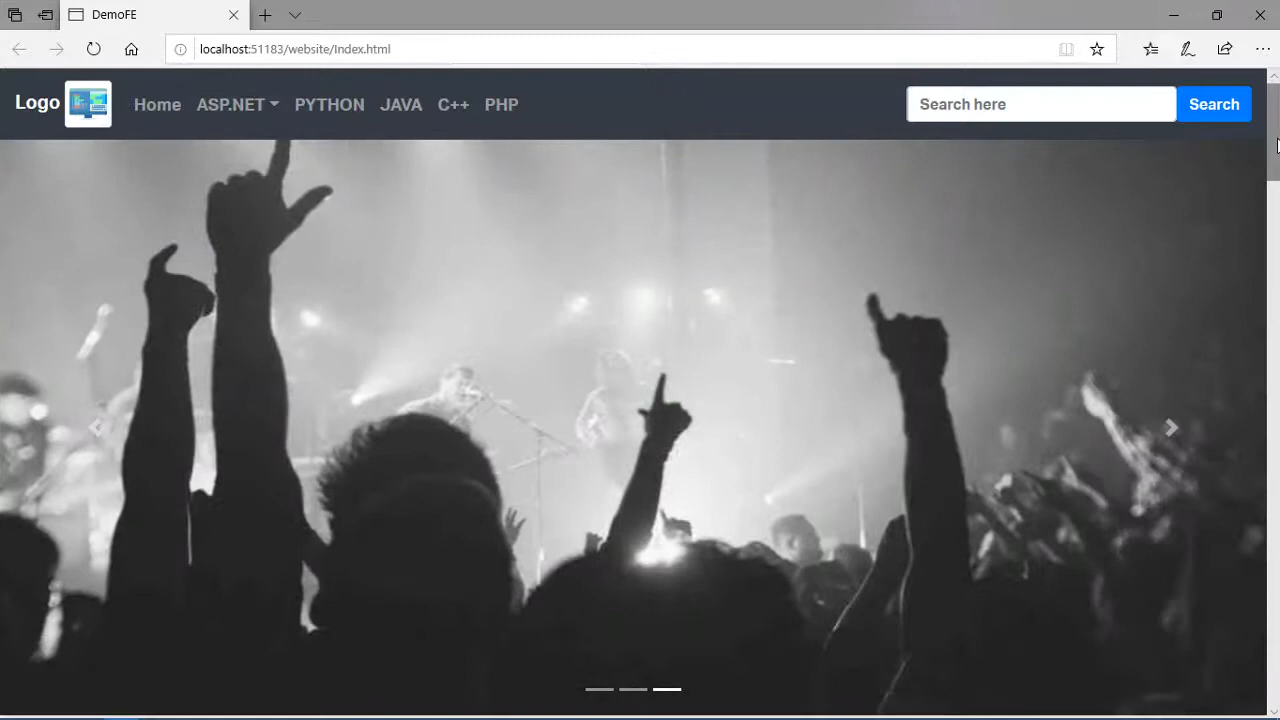 DemoFE
localhost:51183/website/Index.html
Logo Home ASP.NET PYTHON JAVA C++ PHP Search here Search